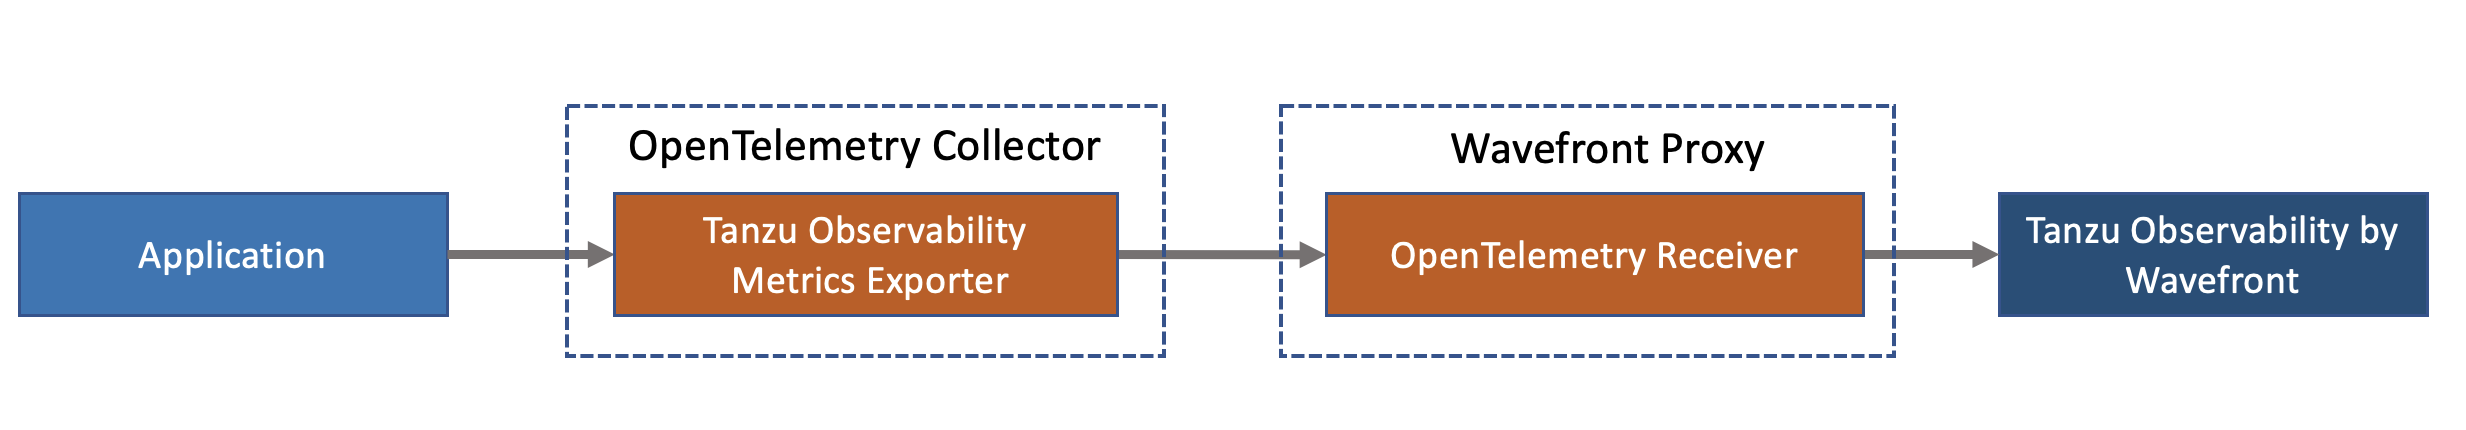 OpenTelemetry Collector
Wavefront Proxy
Application
Tanzu Observability
Metrics Exporter
OpenTelemetry Receiver
Tanzu Observability by
Wavefront